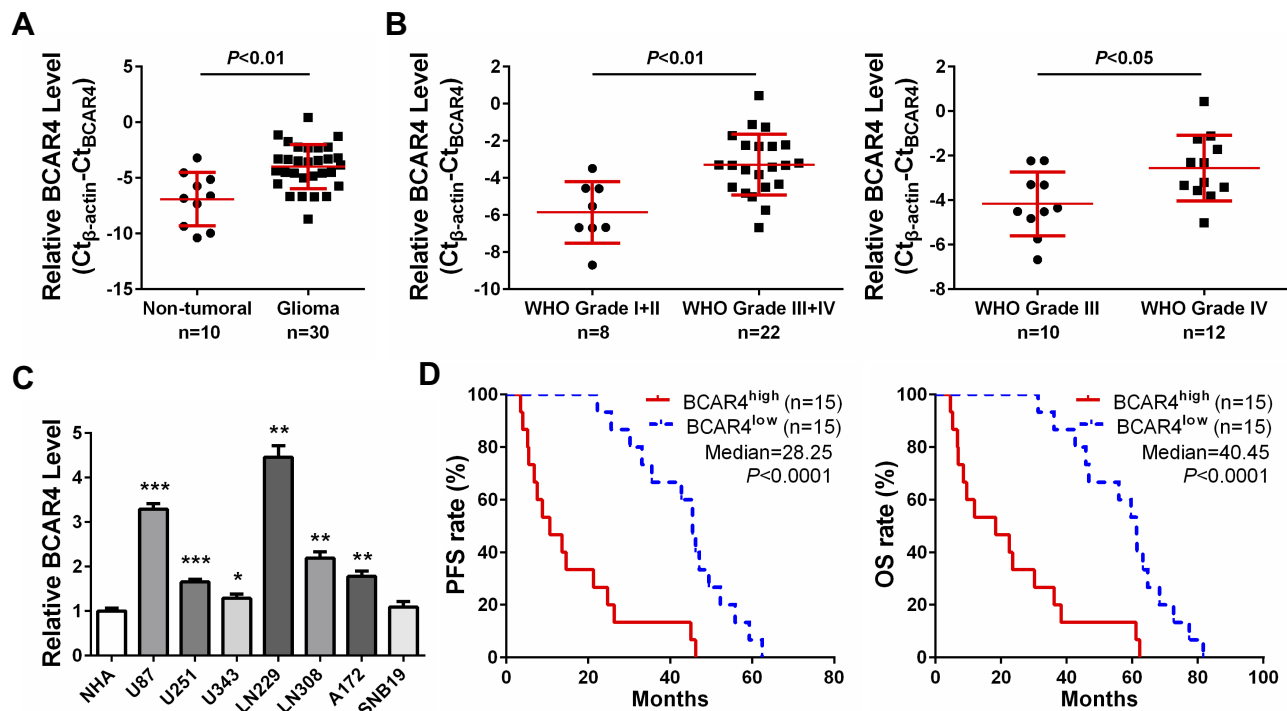 A
P<0.01
Relative BCAR4 Level
(Ctβ-actin-CtBCAR4)
5
0
-5
-10
-15
Non-tumoral
n=10
Glioma
n=30
B
P<0.01
Relative BCAR4 Level
(Ctβ-actin-CtBCAR4)
2
0
-2
-4
-6
-8
-10
WHO Grade I+II
n=8
WHO Grade III+IV
n=22
P<0.05
Relative BCAR4 Level
(Ctβ-actin-CtBCAR4)
2
0
-2
-4
-6
-8
WHO Grade III
n=10
WHO Grade IV
n=12
C
Relative BCAR4 Level
5
4
3
2
1
0
***
***
*
**
**
**
NHA
U87
U251
U343
LN229
LN308
A172
SNB19
D
PFS rate (%)
100
80
60
40
20
0
BCAR4high (n=15)
BCAR4low (n=15)
Median=28.25
P<0.0001
0 20 40 60 80
Months
OS rate (%)
100
80
60
40
20
0
BCAR4high (n=15)
BCAR4low (n=15)
Median=40.45
P<0.0001
0 20 40 60 80 100
Months